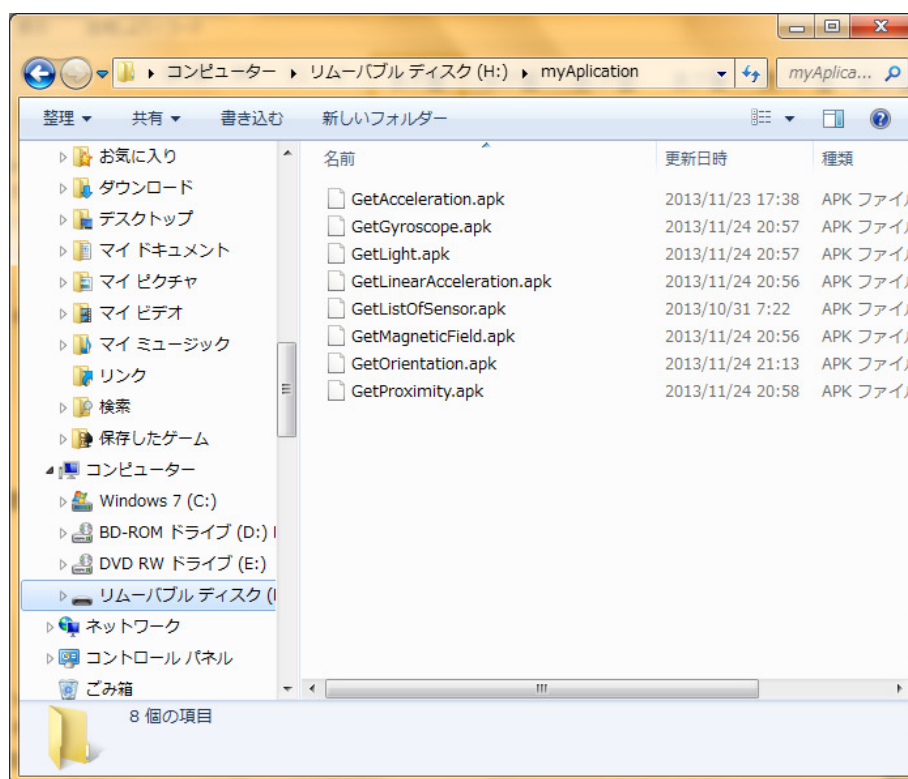 コンピューター リムーバブル ディスク (H:) myAplication myAplica...
整理 共有 書き込む 新しいフォルダー
お気に入り
ダウンロード
デスクトップ
マイ ドキュメント
マイ ピクチャ
マイ ビデオ
マイ ミュージック
リンク
検索
保存したゲーム
コンピューター
Windows 7 (C:)
BD-ROM ドライブ (D:)
DVD RW ドライブ (E:)
リムーバブル ディスク (
ネットワーク
コントロール パネル
ごみ箱
名前 更新日時 種類
GetAcceleration.apk 2013/11/23 17:38 APK ファイル
GetGyroscope.apk 2013/11/24 20:57 APK ファイル
GetLight.apk 2013/11/24 20:57 APK ファイル
GetLinearAcceleration.apk 2013/11/24 20:56 APK ファイル
GetListOfSensor.apk 2013/10/31 7:22 APK ファイル
GetMagneticField.apk 2013/11/24 20:56 APK ファイル
GetOrientation.apk 2013/11/24 21:13 APK ファイル
GetProximity.apk 2013/11/24 20:58 APK ファイル
8 個の項目